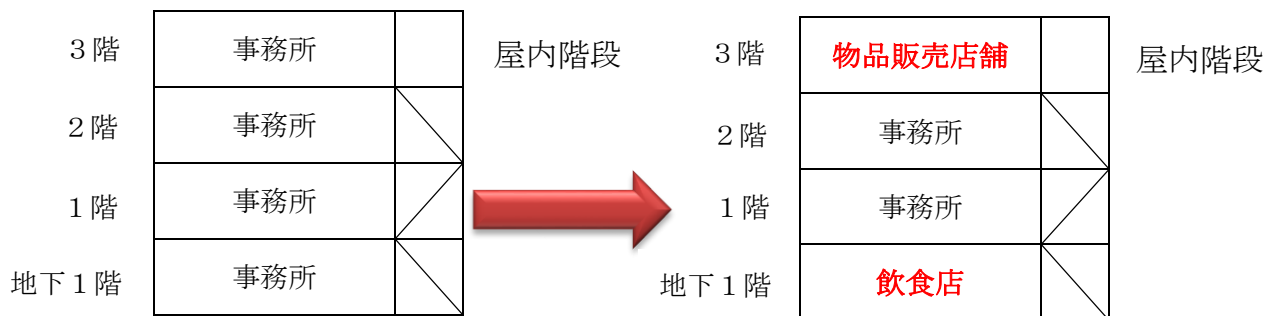 ３階 事務所 屋内階段
２階 事務所
１階 事務所
地下１階 事務所
３階 物品販売店舗 屋内階段
２階 事務所
１階 事務所
地下１階 飲食店